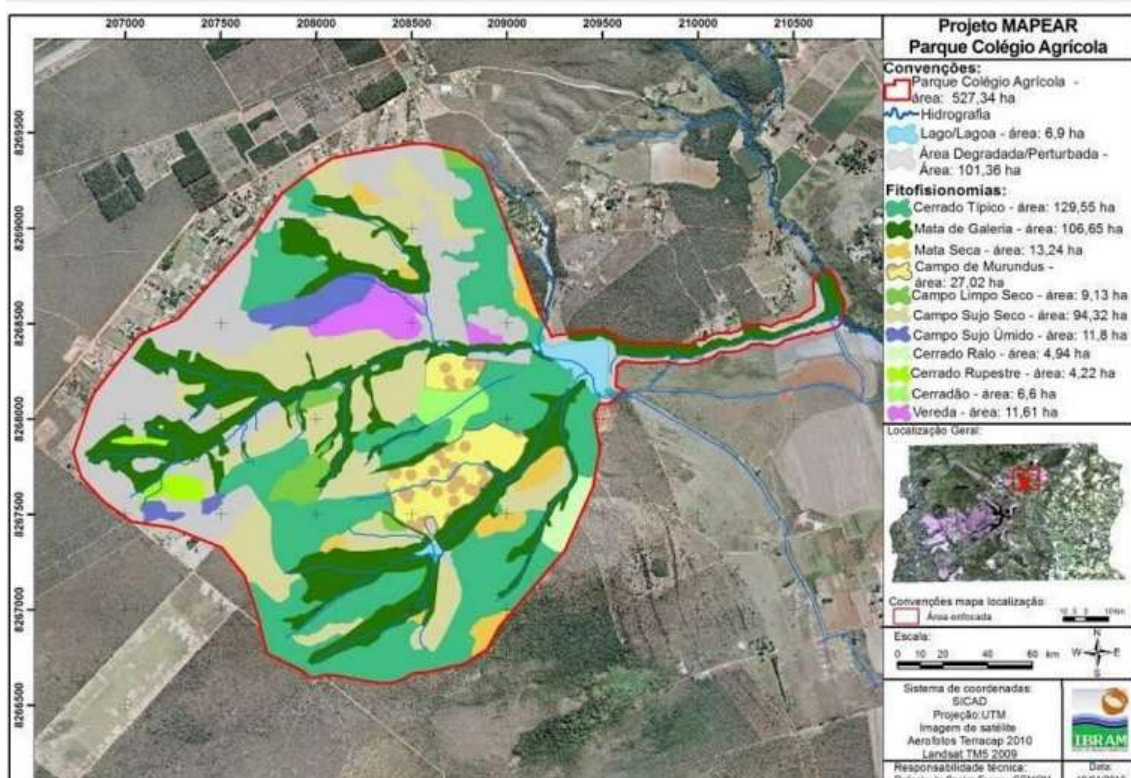 207000 207500 208000 208500 209000 209500 210000 210500
8269500
8269000
8268500
8268000
8267500
8267000
8266500
Projeto MAPEAR
Parque Colégio Agrícola
Convenções:
Parque Colégio Agrícola -
área: 527,34 ha
Hidrografia
Lago/Lagoa - área: 6,9 ha
Área Degradada/Perturbada -
Área: 101,36 ha
Fitofisionomias:
Cerrado Típico - área: 129,55 ha
Mata de Galeria - área: 106,65 ha
Mata Seca - área: 13,24 ha
Campo de Murundus -
área: 27,02 ha
Campo Limpo Seco - área: 9,13 ha
Campo Sujo Seco - área: 94,32 ha
Campo Sujo Úmido - área: 11,8 ha
Cerrado Ralo - área: 4,94 ha
Cerrado Rupestre - área: 4,22 ha
Cerradão - área: 6,6 ha
Vereda - área: 11,61 ha
Localização Geral:
Convenções mapa localização:
Área enfocada
Escala:
0 10 20 40 60 km
N
W E
S
Sistema de coordenadas:
SICAD
Projeção:UTM
Imagem de satélite
Aerofotos Terracap 2010
Landsat TM5 2009
IBRAM
Responsabilidade técnica:
Data: